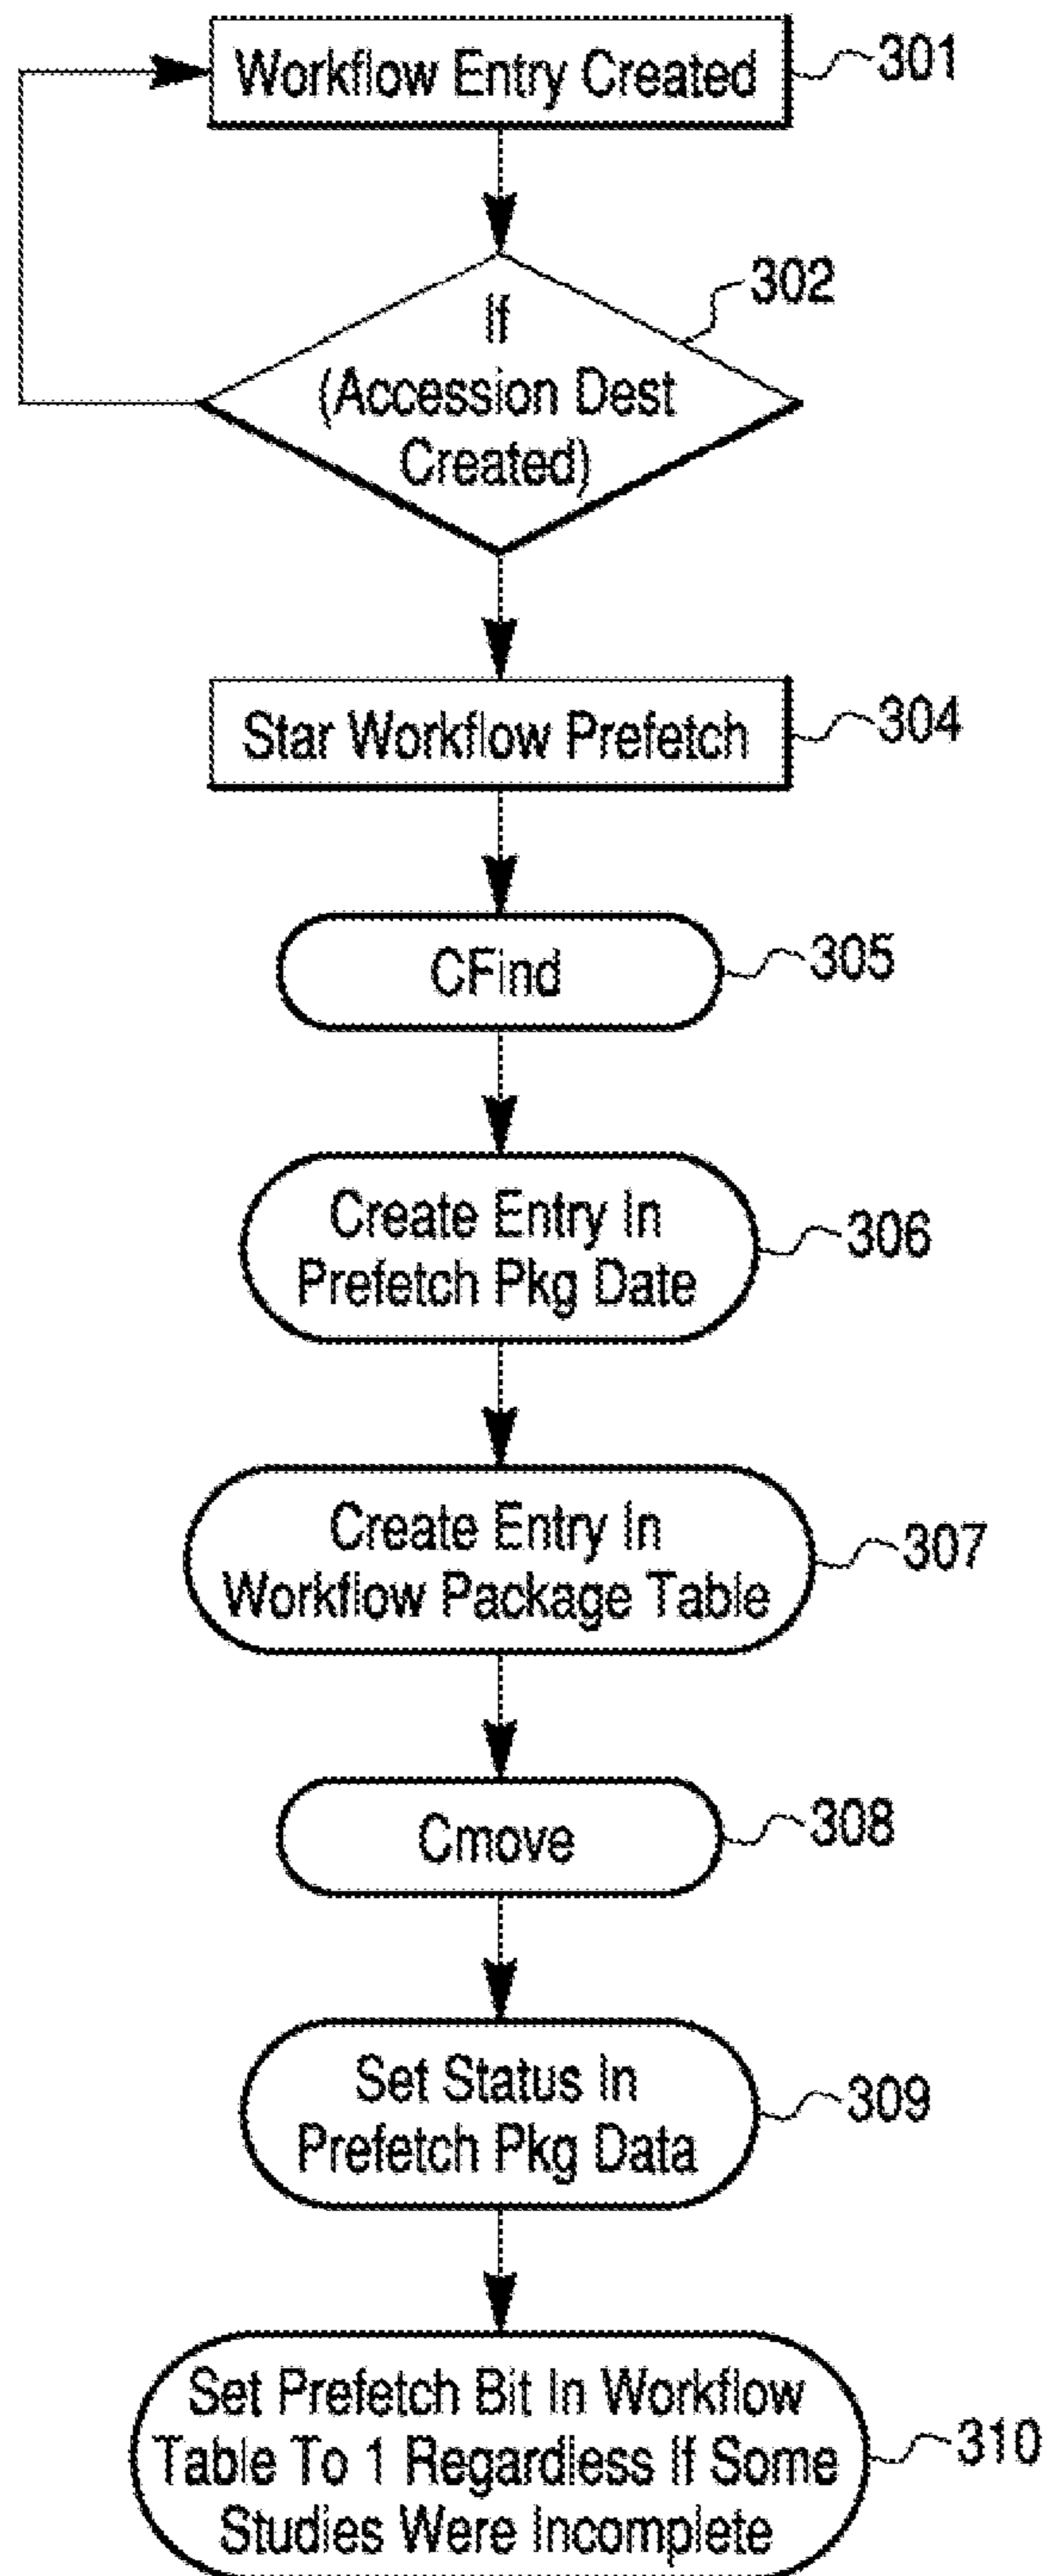 Workflow Entry Created
301
302
If
(Accession Dest
Created)
Star Workflow Prefetch
304
CFind
305
Create Entry In
Prefetch Pkg Date
306
Create Entry In
Workflow Package Table
307
Cmove
308
Set Status In
Prefetch Pkg Data
309
Set Prefetch Bit In Workflow
Table To 1 Regardless If Some
Studies Were Incomplete
310